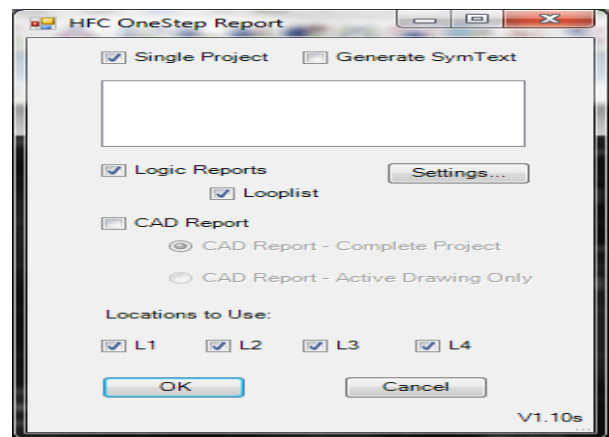 HFC OneStep Report
Single Project Generate SymText
Logic Reports Settings...
Looplist
CAD Report
CAD Report - Complete Project
CAD Report - Active Drawing Only
Locations to Use:
L1 L2 L3 L4
OK Cancel
V1.10s